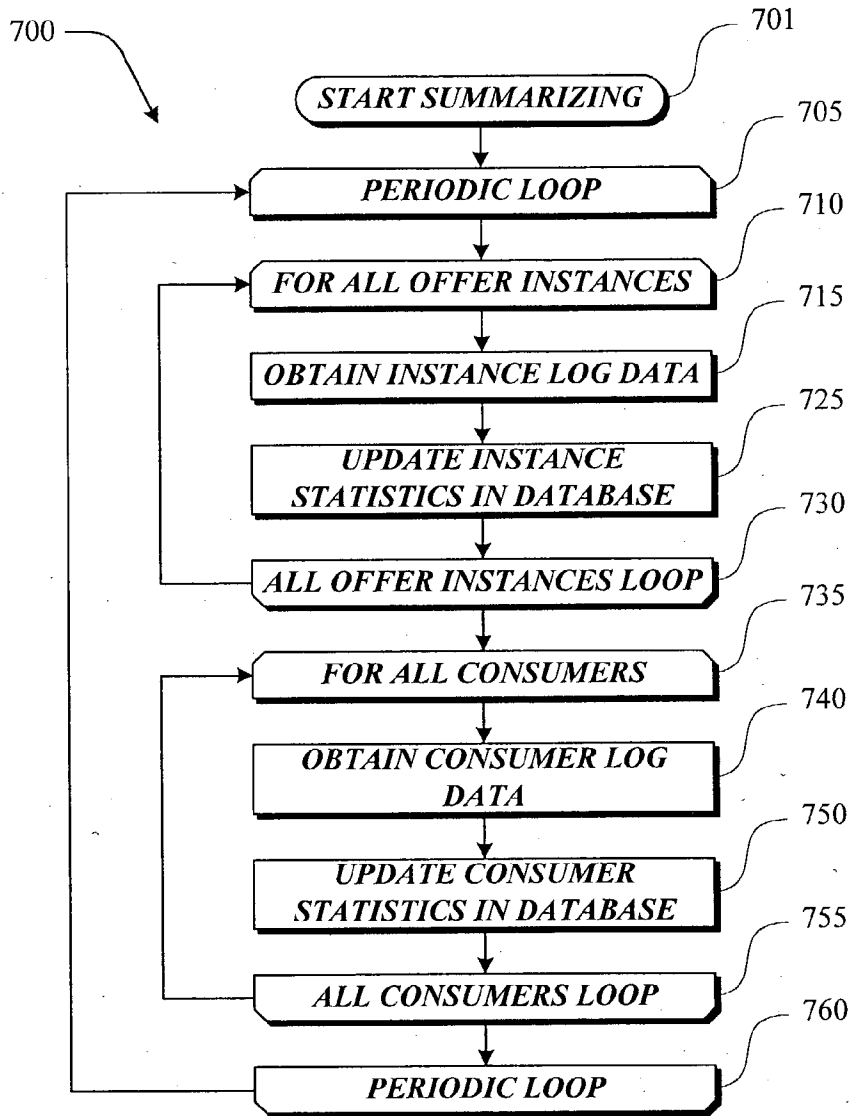 700
701
START SUMMARIZING
705
PERIODIC LOOP
710
FOR ALL OFFER INSTANCES
715
OBTAIN INSTANCE LOG DATA
725
UPDATE INSTANCE
STATISTICS IN DATABASE
730
ALL OFFER INSTANCES LOOP
735
FOR ALL CONSUMERS
740
OBTAIN CONSUMER LOG
DATA
750
UPDATE CONSUMER
STATISTICS IN DATABASE
755
ALL CONSUMERS LOOP
760
PERIODIC LOOP